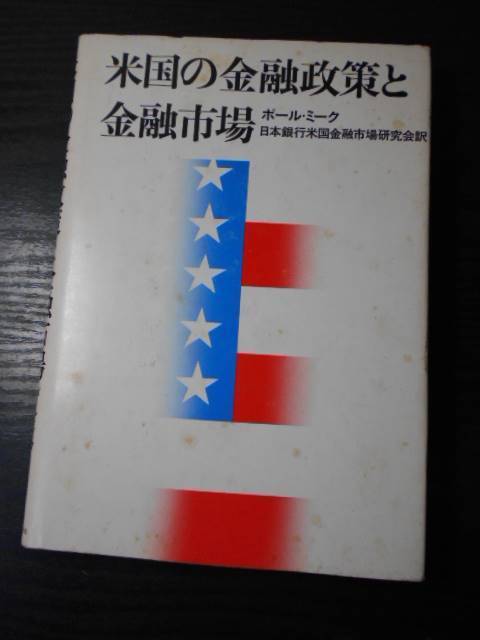 米国の金融政策と
金融市場
ポール・ミーク
日本銀行米国金融市場研究会訳